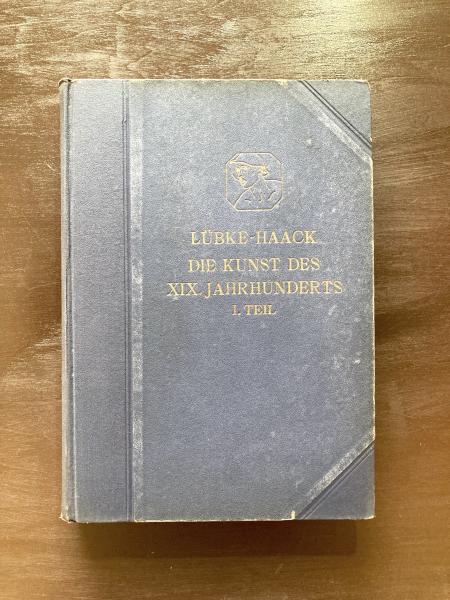 LÜBKE-HAACK
DIE KUNST DES
XIX. JAHRHUNDERTS
I. TEIL